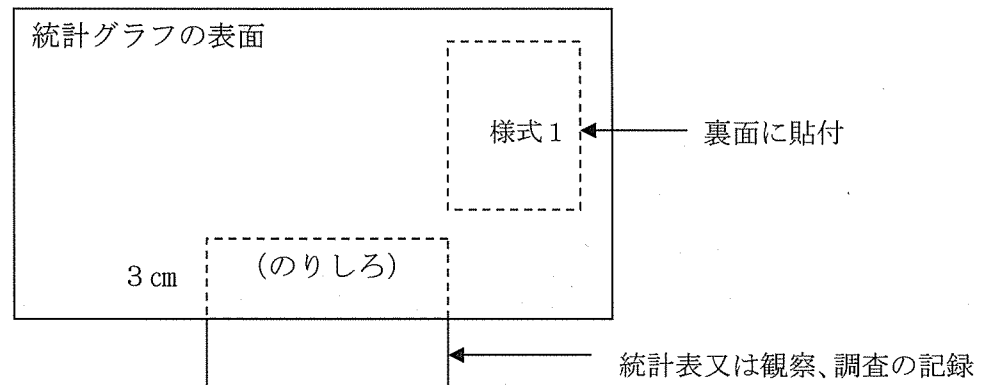 統計グラフの表面
様式1
裏面に貼付
(のりしろ)
3㎝
統計表又は観察、調査の記録